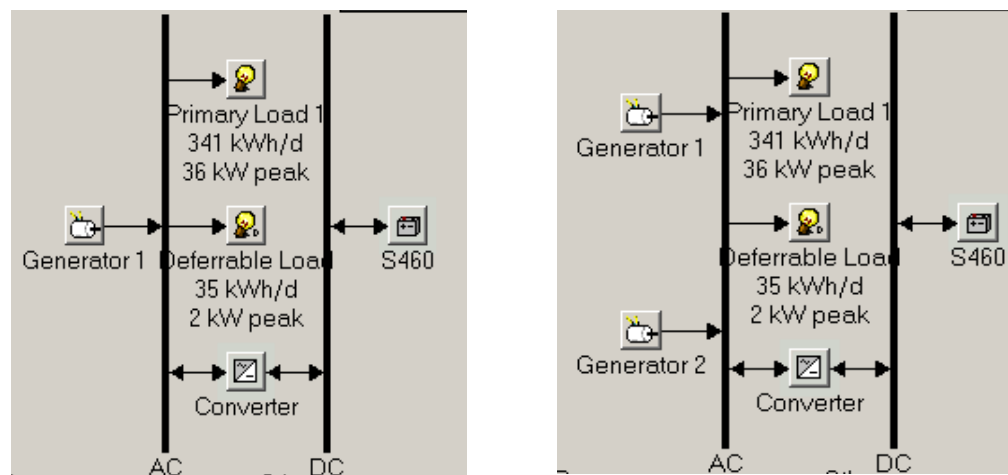 Primary Load 1
341 kWh/d
36 kW peak
Generator 1
Deferrable Load
35 kWh/d
2 kW peak
S460
Converter
AC
DC
Primary Load 1
341 kWh/d
36 kW peak
Generator 1
Deferrable Load
35 kWh/d
2 kW peak
S460
Generator 2
Converter
AC
DC